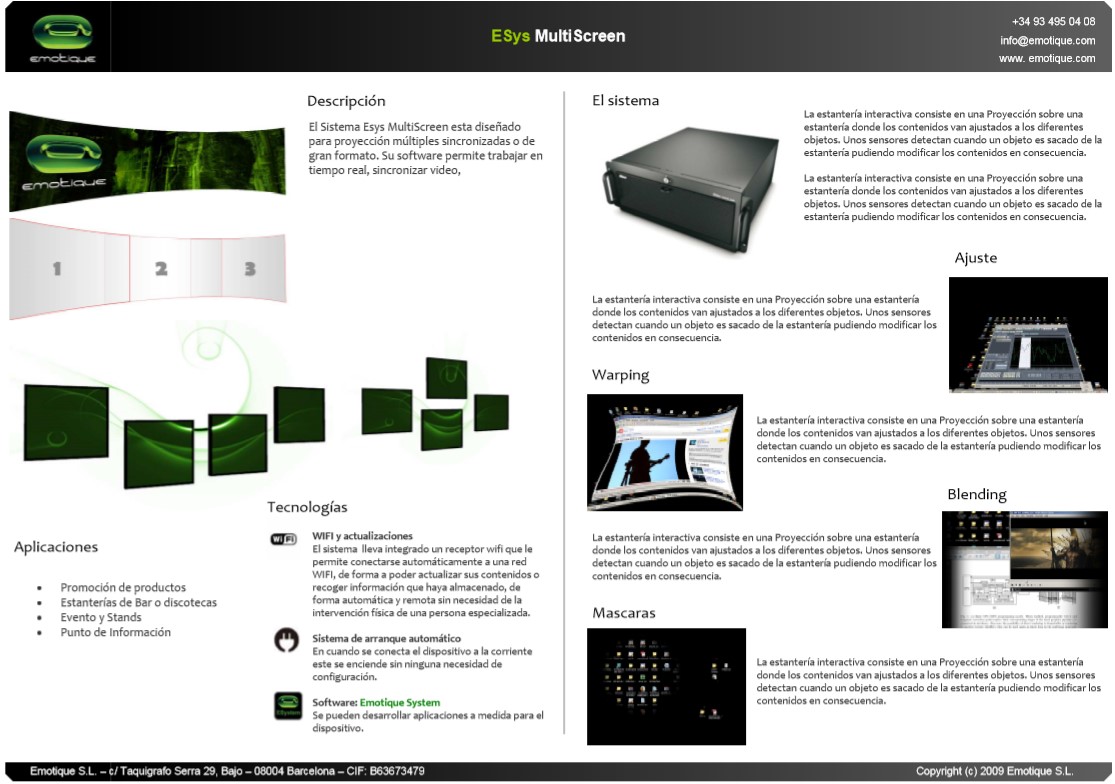 emotique
ESys MultiScreen
+34 93 495 04 08
info@emotique.com
www. emotique.com
Descripción
El Sistema Esys MultiScreen esta diseñado
para proyección múltiples sincronizadas o de
gran formato. Su software permite trabajar en
tiempo real, sincronizar video,
emotique
1 2 3
Tecnologías
WIFI y actualizaciones
El sistema lleva integrado un receptor wifi que le
permite conectarse automáticamente a una red
WIFI, de forma a poder actualizar sus contenidos o
recoger información que haya almacenado, de
forma automática y remota sin necesidad de la
intervención física de una persona especializada.
Wi Fi
Sistema de arranque automático
En cuando se conecta el dispositivo a la corriente
este se enciende sin ninguna necesidad de
configuración.
Software: Emotique System
Se pueden desarrollar aplicaciones a medida para el
dispositivo.
ESystem
Aplicaciones
• Promoción de productos
• Estanterías de Bar o discotecas
• Evento y Stands
• Punto de Información
El sistema
La estantería interactiva consiste en una Proyección sobre una
estantería donde los contenidos van ajustados a los diferentes
objetos. Unos sensores detectan cuando un objeto es sacado de la
estantería pudiendo modificar los contenidos en consecuencia.
La estantería interactiva consiste en una Proyección sobre una
estantería donde los contenidos van ajustados a los diferentes
objetos. Unos sensores detectan cuando un objeto es sacado de la
estantería pudiendo modificar los contenidos en consecuencia.
Ajuste
La estantería interactiva consiste en una Proyección sobre una estantería
donde los contenidos van ajustados a los diferentes objetos. Unos sensores
detectan cuando un objeto es sacado de la estantería pudiendo modificar los
contenidos en consecuencia.
Warping
La estantería interactiva consiste en una Proyección sobre una estantería
donde los contenidos van ajustados a los diferentes objetos. Unos sensores
detectan cuando un objeto es sacado de la estantería pudiendo modificar los
contenidos en consecuencia.
Blending
La estantería interactiva consiste en una Proyección sobre una estantería
donde los contenidos van ajustados a los diferentes objetos. Unos sensores
detectan cuando un objeto es sacado de la estantería pudiendo modificar los
contenidos en consecuencia.
Mascaras
La estantería interactiva consiste en una Proyección sobre una estantería
donde los contenidos van ajustados a los diferentes objetos. Unos sensores
detectan cuando un objeto es sacado de la estantería pudiendo modificar los
contenidos en consecuencia.
Emotique S.L. – c/ Taquigrafo Serra 29, Bajo – 08004 Barcelona – CIF: B63673479
Copyright (c) 2009 Emotique S.L.